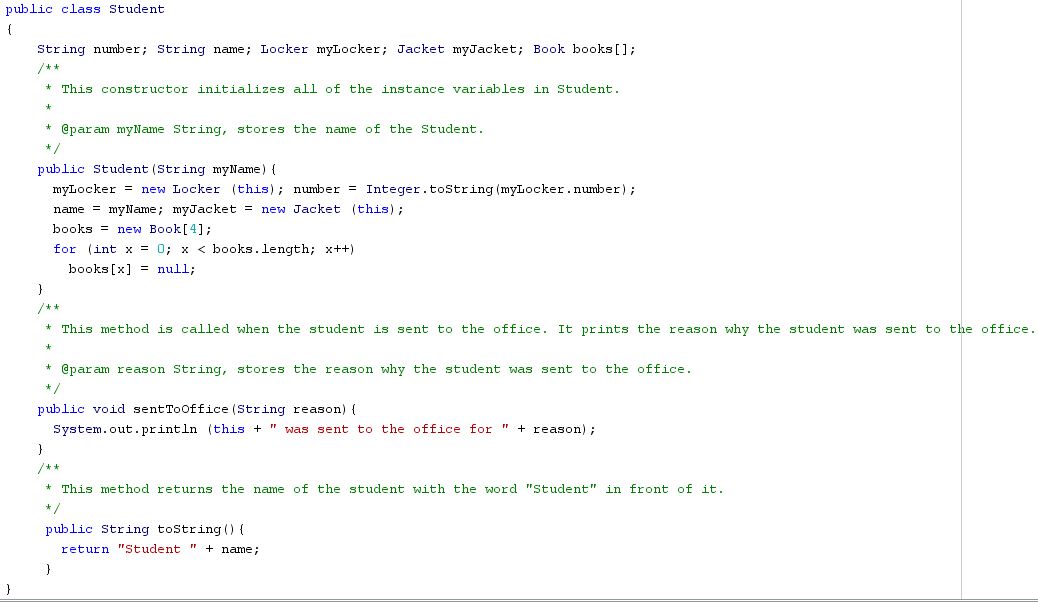 public class Student
{
    String number; String name; Locker myLocker; Jacket myJacket; Book books[];
    /**
     * This constructor initializes all of the instance variables in Student.
     *
     * @param myName String, stores the name of the Student.
     */
    public Student(String myName){
      myLocker = new Locker (this); number = Integer.toString(myLocker.number);
      name = myName; myJacket = new Jacket (this);
      books = new Book[4];
      for (int x = 0; x < books.length; x++)
        books[x] = null;
    }
    /**
     * This method is called when the student is sent to the office. It prints the reason why the student was sent to the office.
     *
     * @param reason String, stores the reason why the student was sent to the office.
     */
    public void sentToOffice(String reason){
      System.out.println (this + " was sent to the office for " + reason);
    }
    /**
     * This method returns the name of the student with the word "Student" in front of it.
     */
     public String toString(){
       return "Student " + name;
     }
}